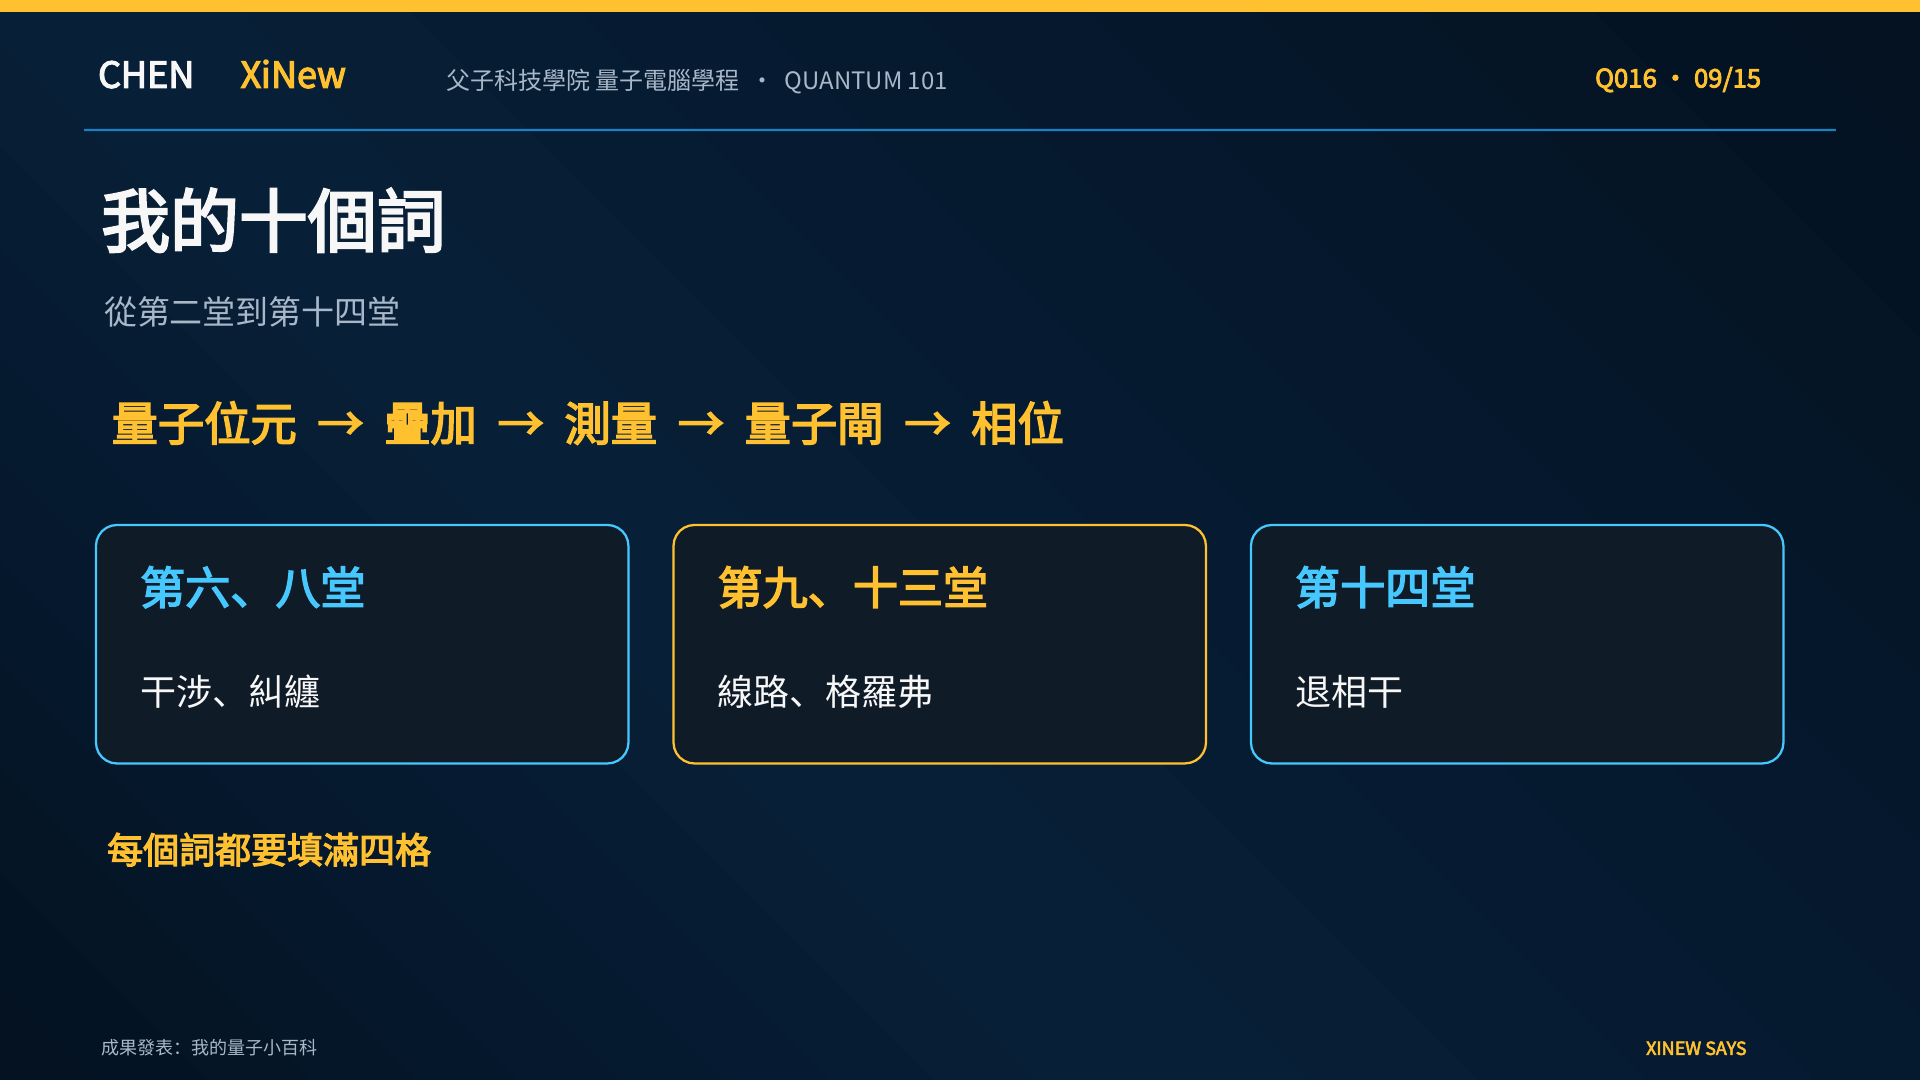 CHEN XiNew 父子科技學院 量子電腦學程 • QUANTUM 101 Q016 • 09/15
我的十個詞
從第二堂到第十四堂
量子位元 → 疊加 → 測量 → 量子閘 → 相位
第六、八堂
干涉、糾纏
第九、十三堂
線路、格羅弗
第十四堂
退相干
每個詞都要填滿四格
成果發表：我的量子小百科
XINEW SAYS